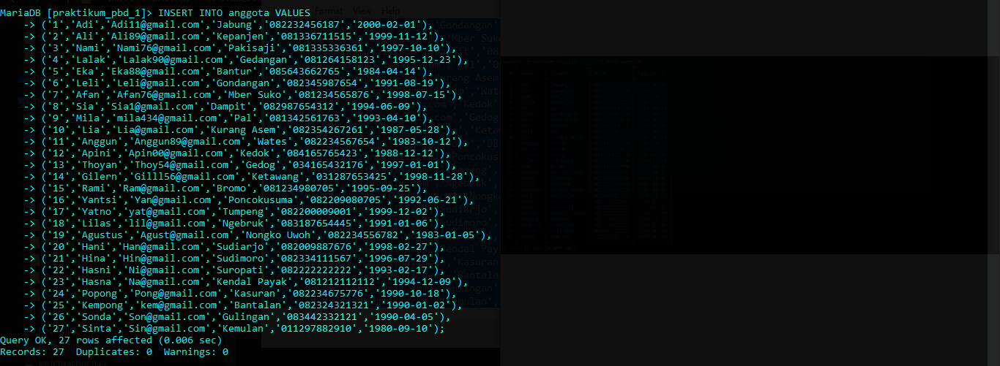 Format View Help
MariaDB [praktikum_pbd_1]> INSERT INTO anggota VALUES
-> ('1','Adi','Adi11@gmail.com','Jabung','082232456187','2000-02-01'),
-> ('2','Ali','Ali89@gmail.com','Kepanjen','081336711515','1999-11-12'),
-> ('3','Nami','Nami76@gmail.com','Pakisaji','081335336361','1997-10-10'),
-> ('4','Lalak','Lalak90@gmail.com','Gedangan','081264158123','1995-12-23'),
-> ('5','Eka','Eka88@gmail.com','Bantur','085643662765','1984-04-14'),
-> ('6','Leli','Leli@gmail.com','Gondangan','082345987654','1991-08-19'),
-> ('7','Afan','Afan76@gmail.com','Mber Suko','081234565876','1998-07-15'),
-> ('8','Sia','Sia1@gmail.com','Dampit','082987654312','1994-06-09'),
-> ('9','Mila','mila434@gmail.com','Pal','081342561763','1993-04-10'),
-> ('10','Lia','Lia@gmail.com','Kurang Asem','082354267261','1987-05-28'),
-> ('11','Anggun','Anggun89@gmail.com','Wates','082234567654','1983-10-12'),
-> ('12','Apini','Apin00@gmail.com','Kedok','084165765423','1988-12-12'),
-> ('13','Thoyan','Thoy54@gmail.com','Gedog','034165432176','1997-01-01'),
-> ('14','Gilern','Gilll56@gmail.com','Ketawang','031287653425','1998-11-28'),
-> ('15','Rami','Ram@gmail.com','Bromo','081234980705','1995-09-25'),
-> ('16','Yantsi','Yan@gmail.com','Poncokusuma','082209080705','1992-06-21'),
-> ('17','Yatno','yat@gmail.com','Tumpeng','082200009001','1999-12-02'),
-> ('18','Lilas','lil@gmail.com','Ngebruk','083187654445','1991-01-06'),
-> ('19','Agustus','Agust@gmail.com','Nongko Uwoh','082234556782','1983-01-05'),
-> ('20','Hani','Han@gmail.com','Sudiarjo','082009887676','1998-02-27'),
-> ('21','Hina','Hin@gmail.com','Sudimoro','082334111567','1996-07-29'),
-> ('22','Hasni','Ni@gmail.com','Suropati','082222222222','1993-02-17'),
-> ('23','Hasna','Na@gmail.com','Kendal Payak','081212112112','1994-12-09'),
-> ('24','Popong','Pong@gmail.com','Kasuran','082234675776','1990-10-18'),
-> ('25','Kempong','kem@gmail.com','Bantalan','082324321321','1990-01-02'),
-> ('26','Sonda','Son@gmail.com','Gulingan','083442332121','1990-04-05'),
-> ('27','Sinta','Sin@gmail.com','Kemulan','011297882910','1980-09-10');
Query OK, 27 rows affected (0.006 sec)
Records: 27  Duplicates: 0  Warnings: 0